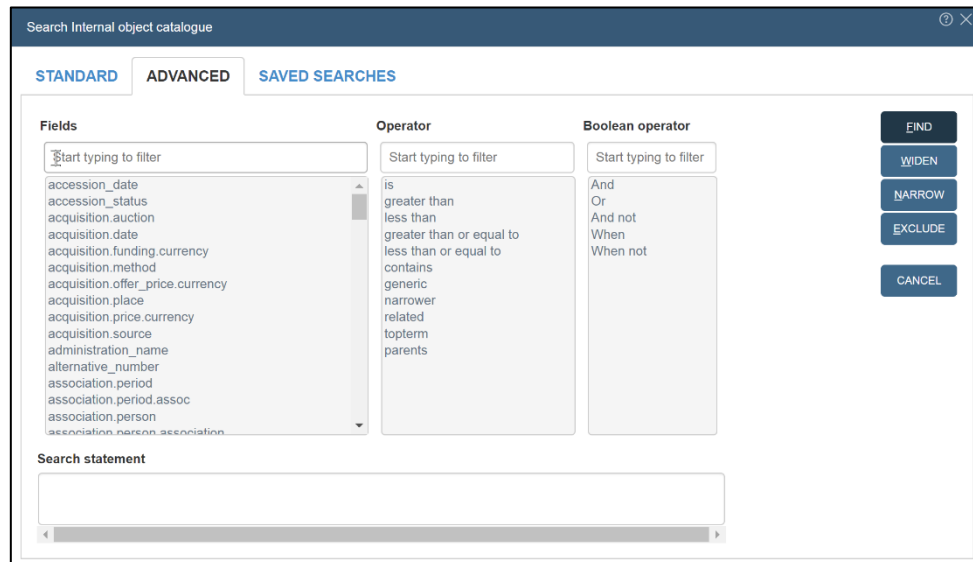 Search Internal object catalogue
STANDARD
ADVANCED
SAVED SEARCHES
Fields
Operator
Boolean operator
Start typing to filter
Start typing to filter
Start typing to filter
accession_date
accession_status
acquisition.auction
acquisition.date
acquisition.funding.currency
acquisition.method
acquisition.offer_price.currency
acquisition.place
acquisition.price.currency
acquisition.source
administration_name
alternative_number
association.period
association.period.assoc
association.person
association.person.association
is
greater than
less than
greater than or equal to
less than or equal to
contains
generic
narrower
related
topterm
parents
And
Or
And not
When
When not
FIND
WIDEN
NARROW
EXCLUDE
CANCEL
Search statement